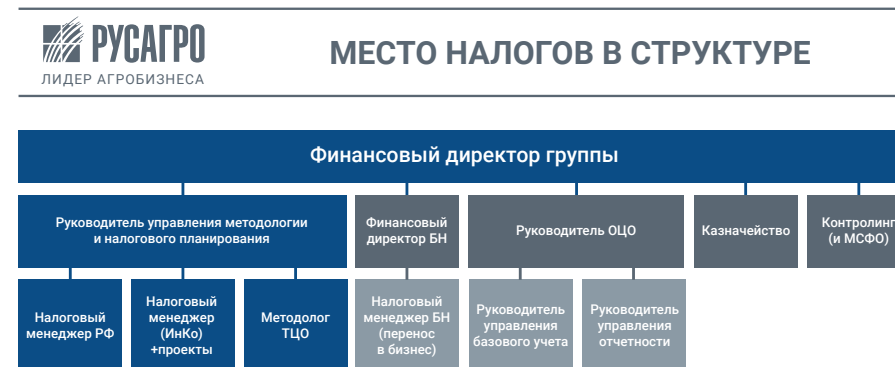 РУСАГРО
ЛИДЕР АГРОБИЗНЕСА
МЕСТО НАЛОГОВ В СТРУКТУРЕ
Финансовый директор группы
Руководитель управления методологии
и налогового планирования
Финансовый
директор БН
Руководитель ОЦО
Казначейство
Контролинг
(и МСФО)
Налоговый
менеджер РФ
Налоговый
менеджер
(ИнКо)
+проекты
Методолог
ТЦО
Налоговый
менеджер БН
(перенос
в бизнес)
Руководитель
управления
базового учета
Руководитель
управления
отчетности